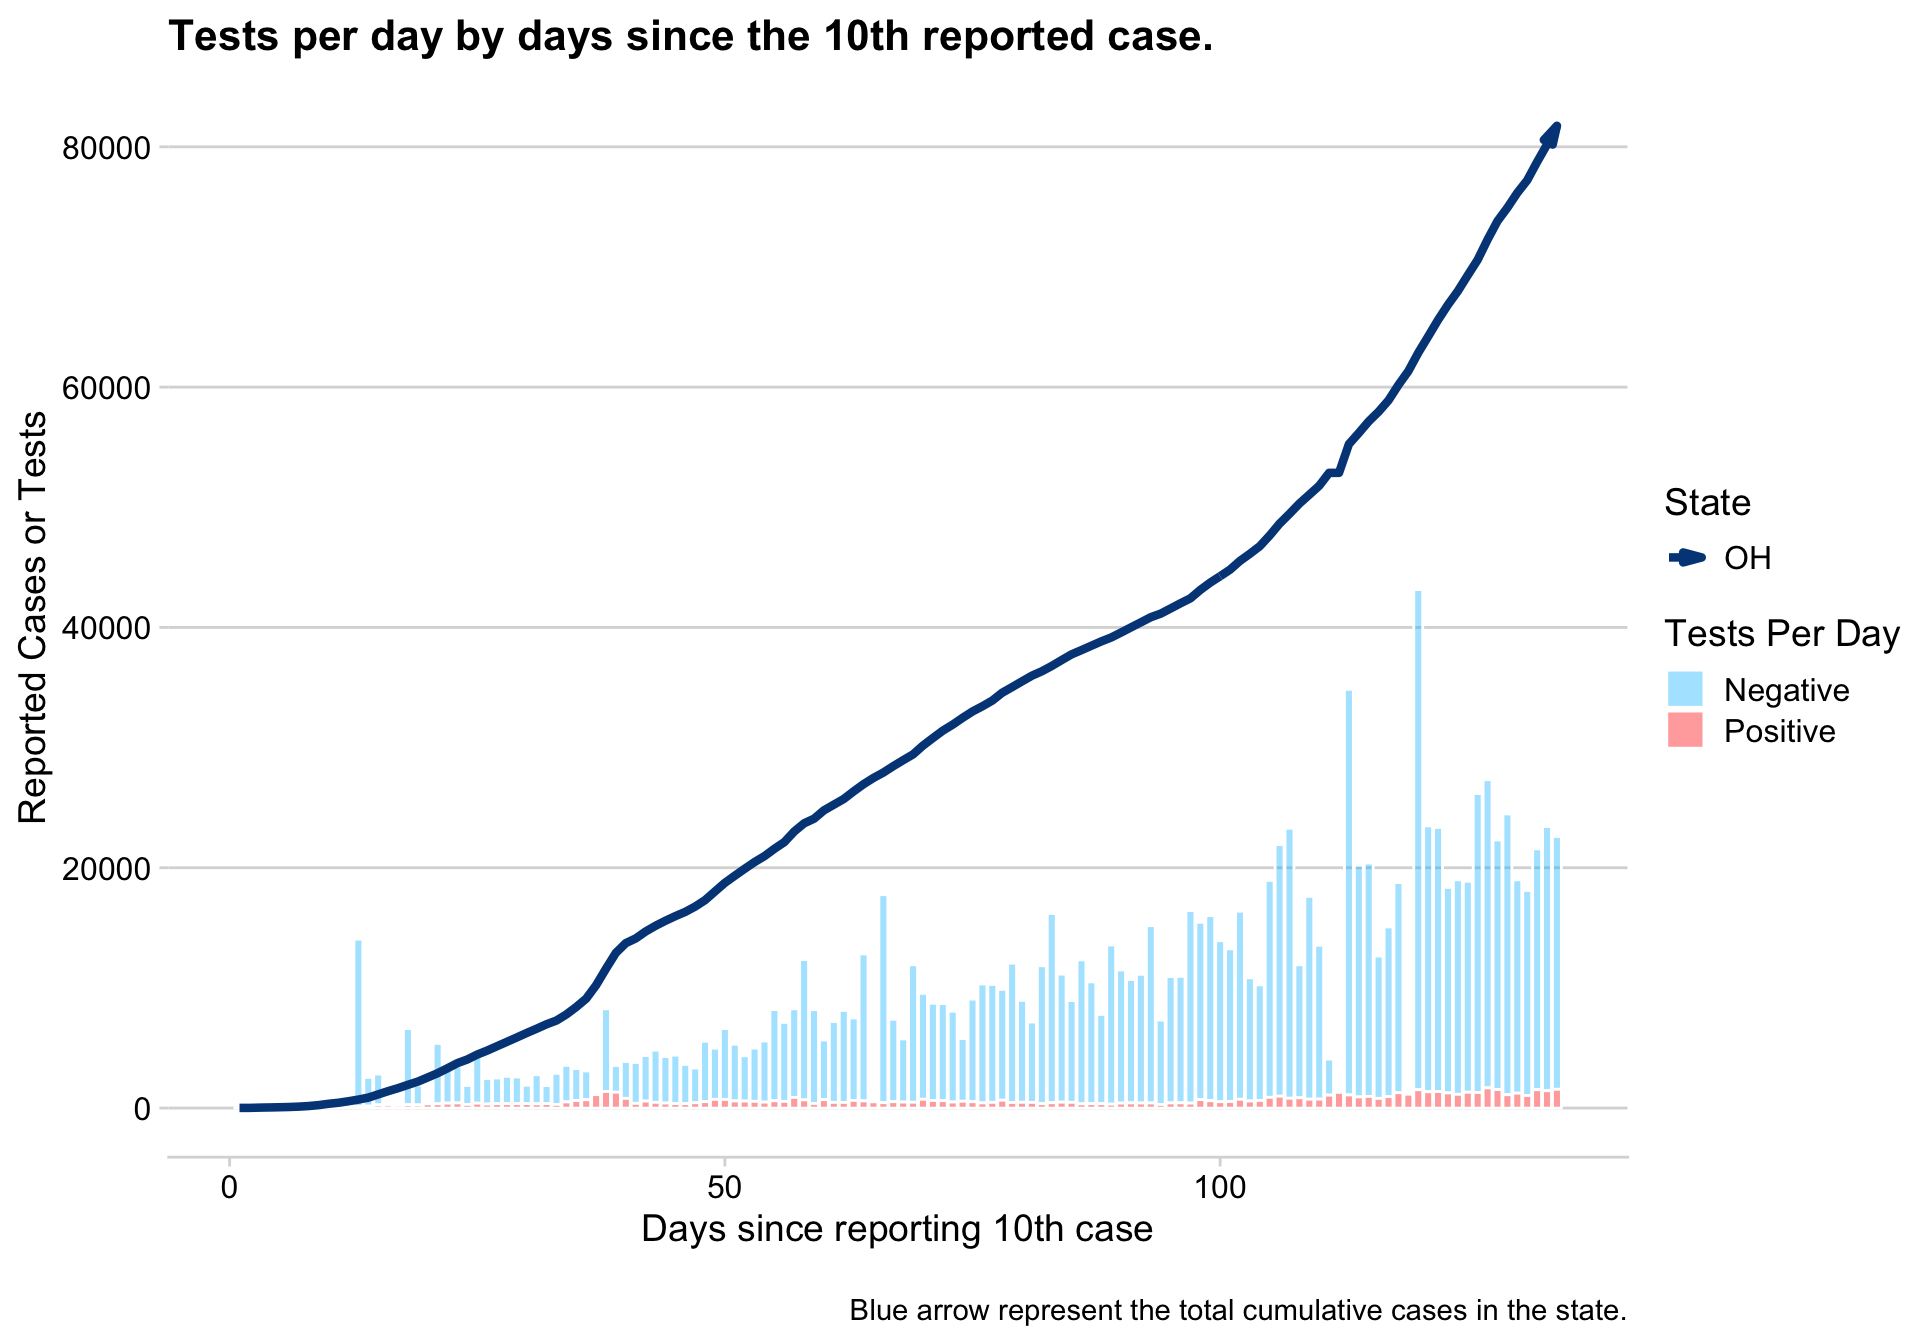 Tests per day by days since the 10th reported case.
80000
60000
40000
20000
0
Reported Cases or Tests
0
50
100
Days since reporting 10th case
State
OH
Tests Per Day
Negative
Positive
Blue arrow represent the total cumulative cases in the state.